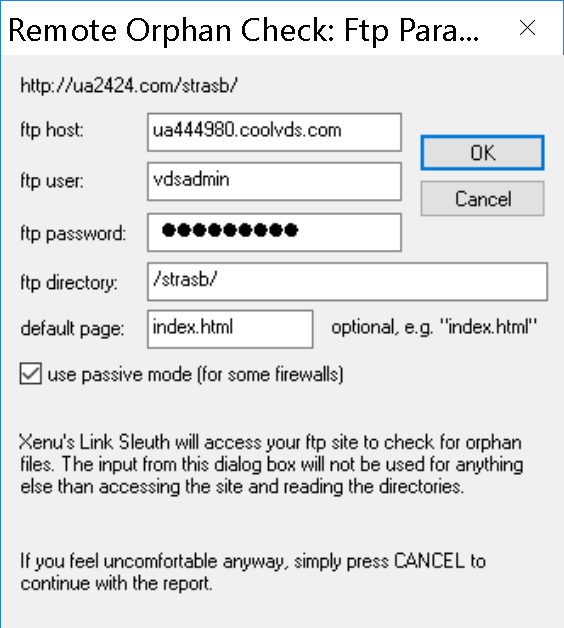 Remote Orphan Check: Ftp Para...
http://ua2424.com/strasb/
ftp host: ua444980.coolvds.com
OK
ftp user: vdsadmin
Cancel
ftp password: ●●●●●●●●●
ftp directory: /strasb/
default page: index.html optional, e.g. "index.html"
use passive mode (for some firewalls)
Xenu's Link Sleuth will access your ftp site to check for orphan
files. The input from this dialog box will not be used for anything
else than accessing the site and reading the directories.
If you feel uncomfortable anyway, simply press CANCEL to
continue with the report.